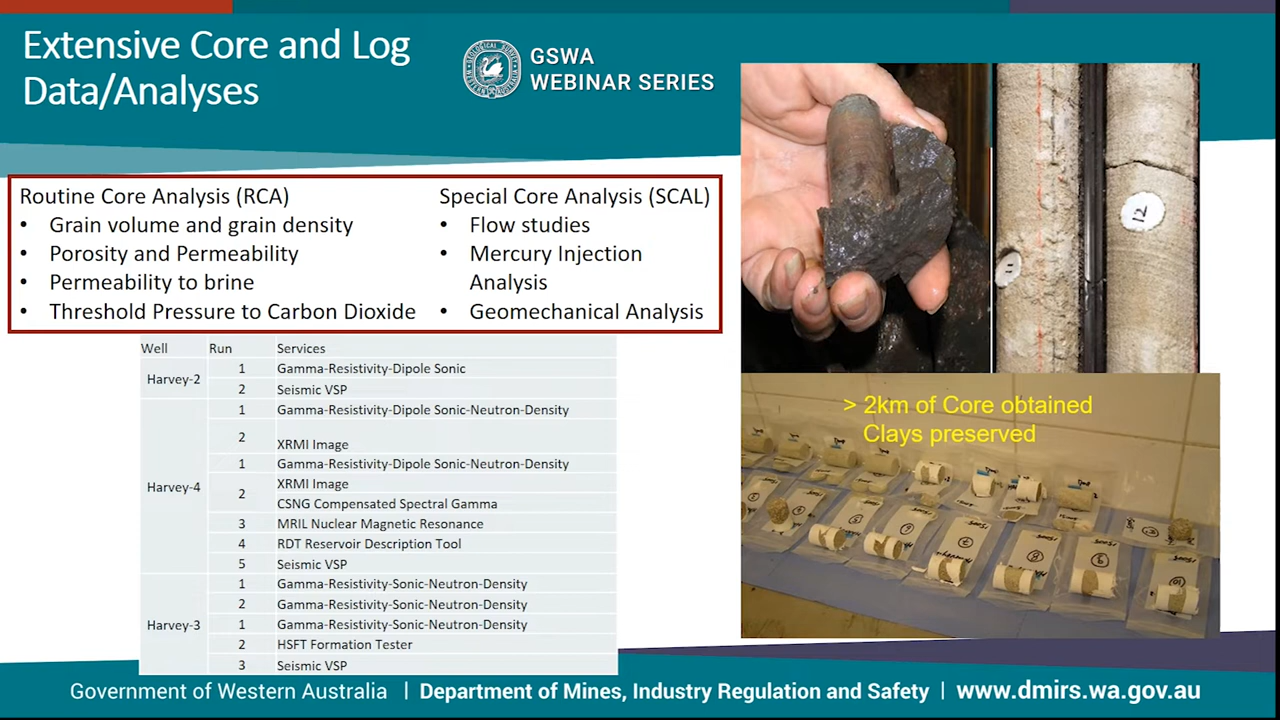 Extensive Core and Log
Data/Analyses
GSWA
WEBINAR SERIES
Routine Core Analysis (RCA)
• Grain volume and grain density
• Porosity and Permeability
• Permeability to brine
• Threshold Pressure to Carbon Dioxide
Special Core Analysis (SCAL)
• Flow studies
• Mercury Injection
Analysis
• Geomechanical Analysis
Well Run Services
Harvey-2
1 Gamma-Resistivity-Dipole Sonic
2 Seismic VSP
Harvey-4
1 Gamma-Resistivity-Dipole Sonic-Neutron-Density
2 XRMI Image
1 Gamma-Resistivity-Dipole Sonic-Neutron-Density
2 XRMI Image
CSNG Compensated Spectral Gamma
3 MRIL Nuclear Magnetic Resonance
4 RDT Reservoir Description Tool
5 Seismic VSP
Harvey-3
1 Gamma-Resistivity-Sonic-Neutron-Density
2 Gamma-Resistivity-Sonic-Neutron-Density
1 Gamma-Resistivity-Sonic-Neutron-Density
2 HSFT Formation Tester
3 Seismic VSP
11
12
> 2km of Core obtained
Clays preserved
5
6
7
8
9
10
Government of Western Australia | Department of Mines, Industry Regulation and Safety | www.dmirs.wa.gov.au